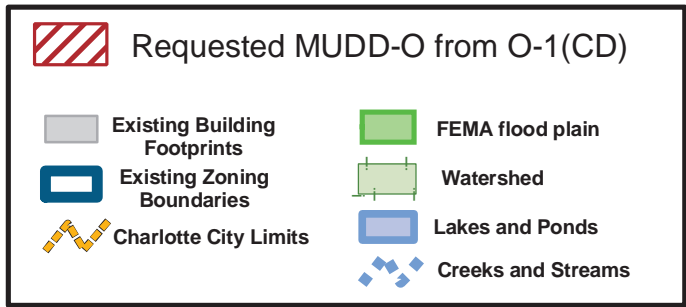 Requested MUDD-O from O-1(CD)
Existing Building
Footprints
Existing Zoning
Boundaries
Charlotte City Limits
FEMA flood plain
Watershed
Lakes and Ponds
Creeks and Streams